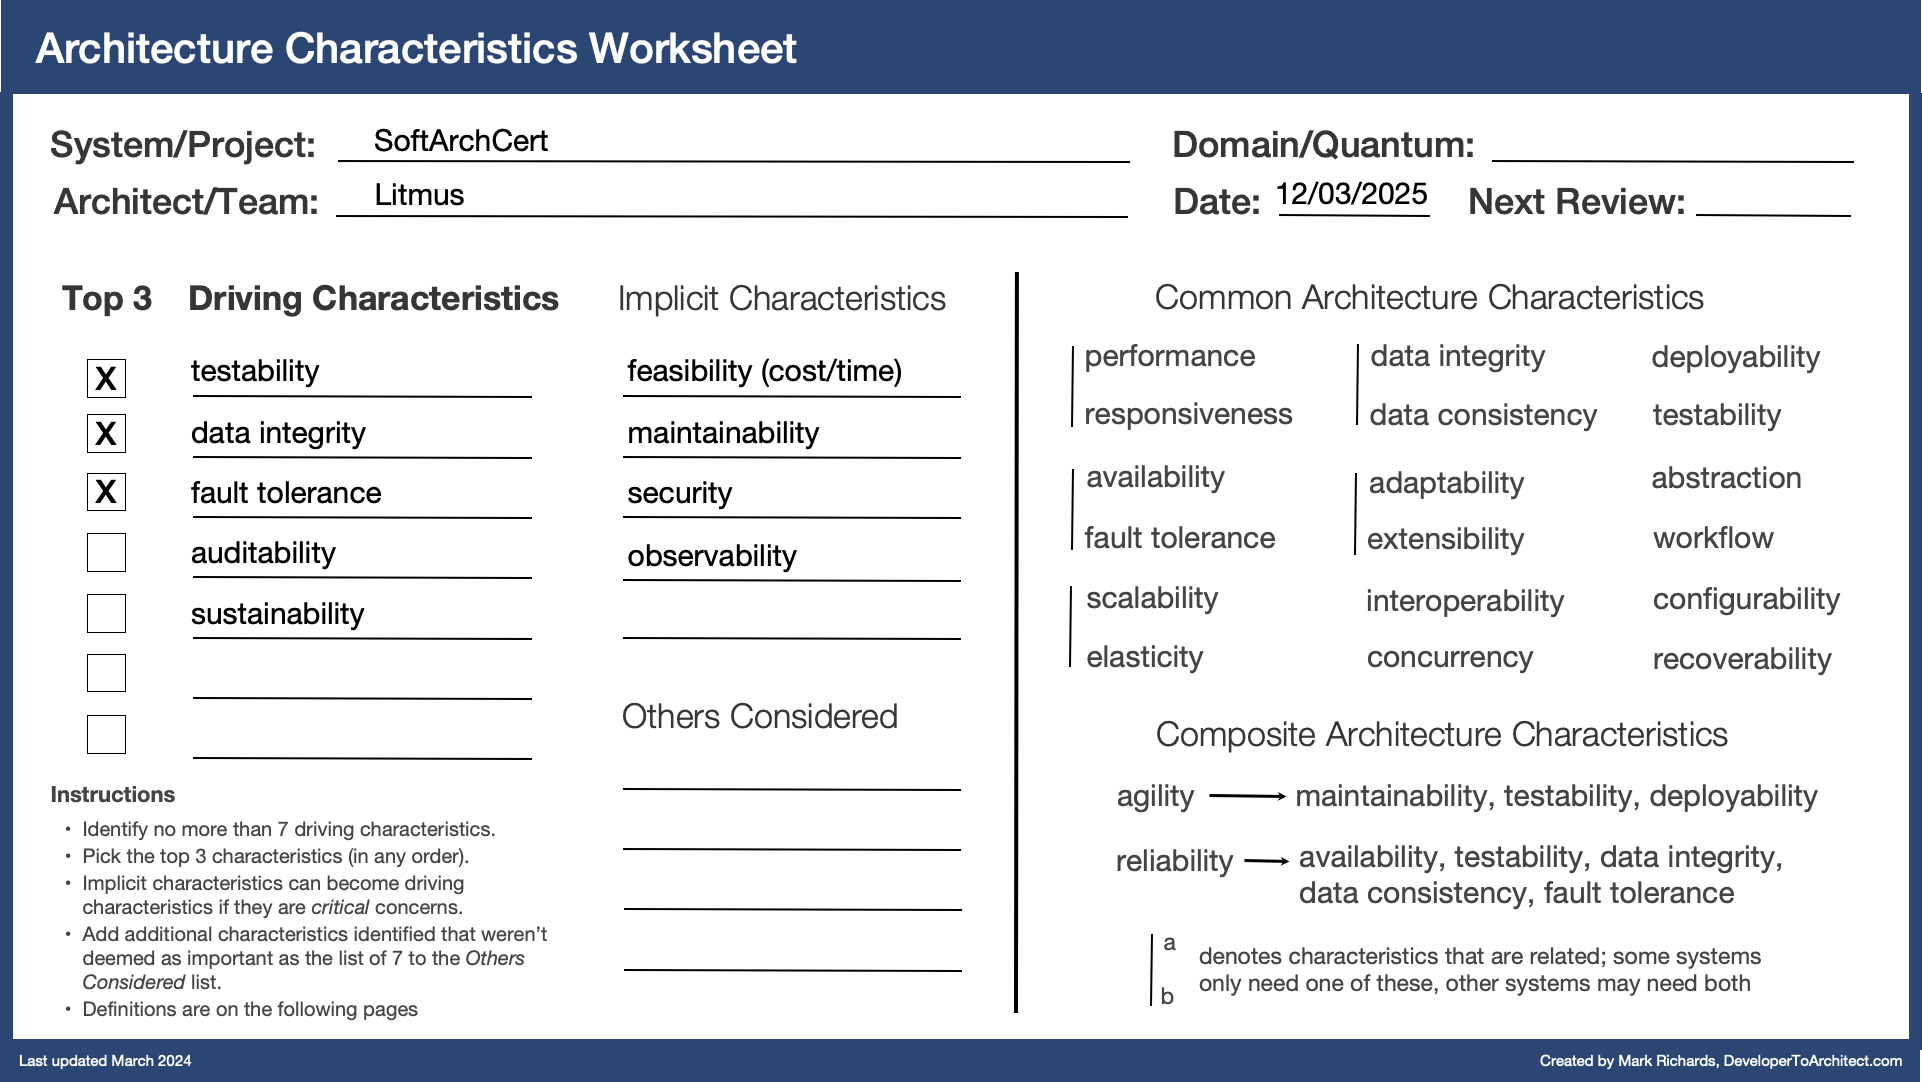 Architecture Characteristics Worksheet
System/Project: SoftArchCert
Domain/Quantum:
Architect/Team: Litmus
Date: 12/03/2025 Next Review:
Top 3 Driving Characteristics
X testability
X data integrity
X fault tolerance
auditability
sustainability
Implicit Characteristics
feasibility (cost/time)
maintainability
security
observability
Others Considered
Instructions
• Identify no more than 7 driving characteristics.
• Pick the top 3 characteristics (in any order).
• Implicit characteristics can become driving
characteristics if they are critical concerns.
• Add additional characteristics identified that weren't
deemed as important as the list of 7 to the Others
Considered list.
• Definitions are on the following pages
Common Architecture Characteristics
performance data integrity deployability
responsiveness data consistency testability
availability adaptability abstraction
fault tolerance extensibility workflow
scalability interoperability configurability
elasticity concurrency recoverability
Composite Architecture Characteristics
agility → maintainability, testability, deployability
reliability → availability, testability, data integrity,
data consistency, fault tolerance
a
b
denotes characteristics that are related; some systems
only need one of these, other systems may need both
Last updated March 2024
Created by Mark Richards, DeveloperToArchitect.com